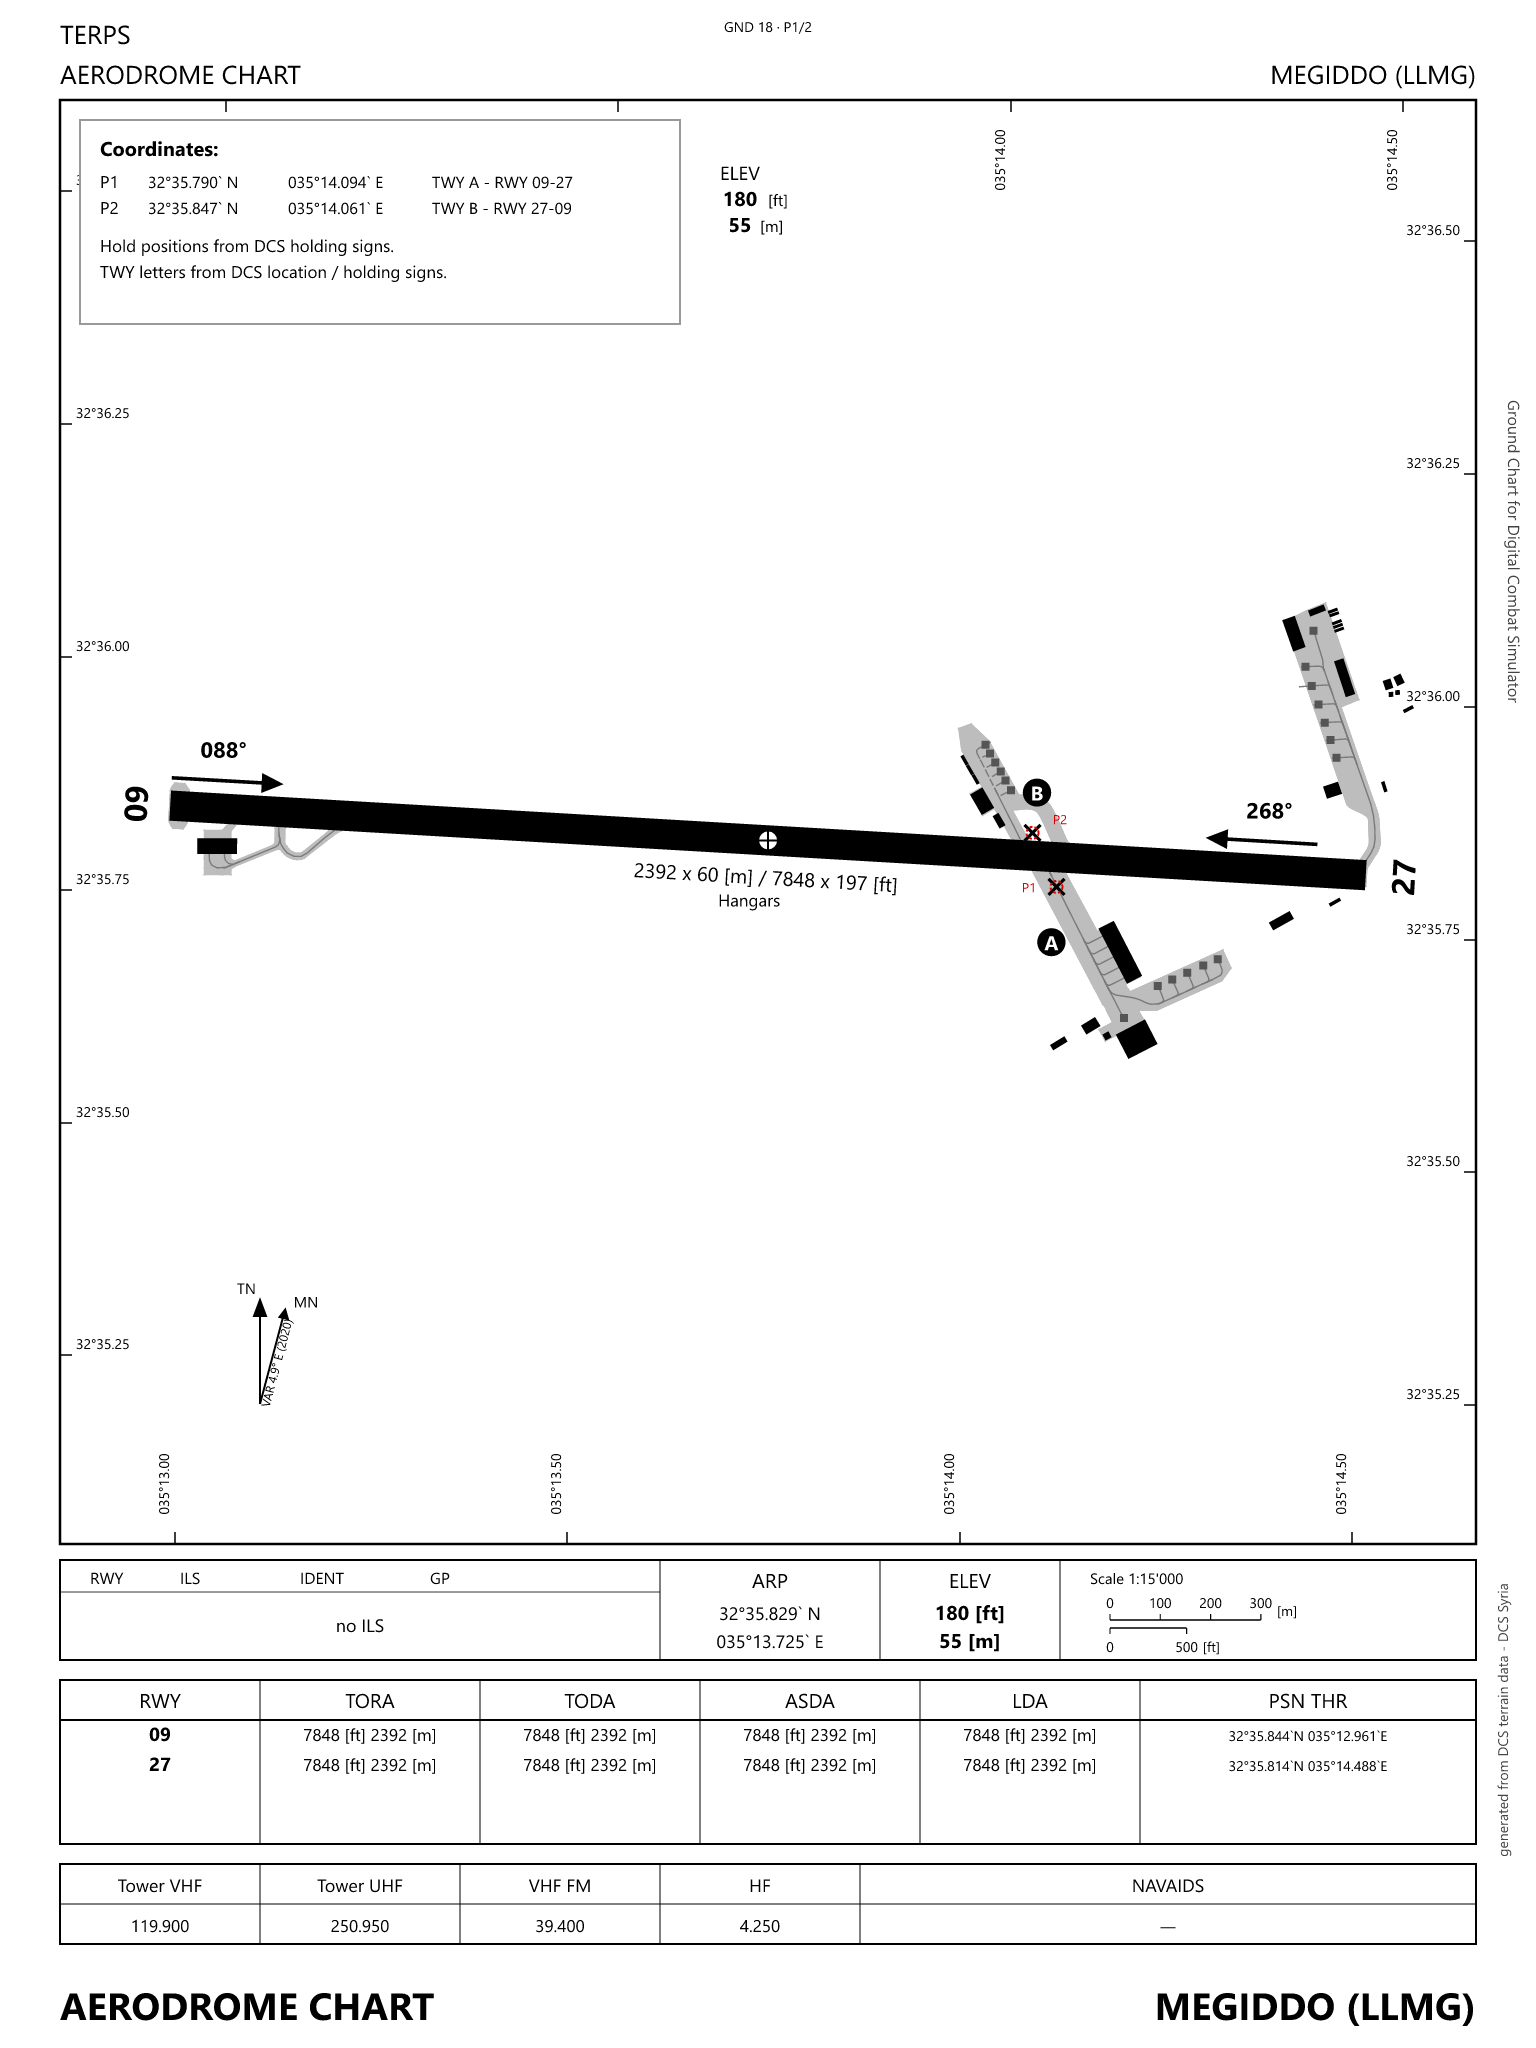 TERPS
GND 18 · P1/2
AERODROME CHART
MEGIDDO (LLMG)
Coordinates:
P1 32°35.790` N 035°14.094` E TWY A - RWY 09-27
P2 32°35.847` N 035°14.061` E TWY B - RWY 27-09
Hold positions from DCS holding signs.
TWY letters from DCS location / holding signs.
ELEV
180 [ft]
55 [m]
035°14.00
035°14.50
32°36.50
32°36.25
32°36.25
32°36.00
32°36.00
088°
09
B
P2
268°
27
2392 x 60 [m] / 7848 x 197 [ft]
Hangars
P1
A
32°35.75
32°35.75
32°35.50
32°35.50
TN
MN
VAR 4.9° E (2020)
32°35.25
32°35.25
035°13.00
035°13.50
035°14.00
035°14.50
Ground Chart for Digital Combat Simulator
RWY ILS IDENT GP
no ILS
ARP
32°35.829` N
035°13.725` E
ELEV
180 [ft]
55 [m]
Scale 1:15'000
0 100 200 300 [m]
0 500 [ft]
RWY TORA TODA ASDA LDA PSN THR
09 7848 [ft] 2392 [m] 7848 [ft] 2392 [m] 7848 [ft] 2392 [m] 7848 [ft] 2392 [m] 32°35.844`N 035°12.961`E
27 7848 [ft] 2392 [m] 7848 [ft] 2392 [m] 7848 [ft] 2392 [m] 7848 [ft] 2392 [m] 32°35.814`N 035°14.488`E
generated from DCS terrain data - DCS Syria
Tower VHF Tower UHF VHF FM HF NAVAIDS
119.900 250.950 39.400 4.250 —
AERODROME CHART
MEGIDDO (LLMG)